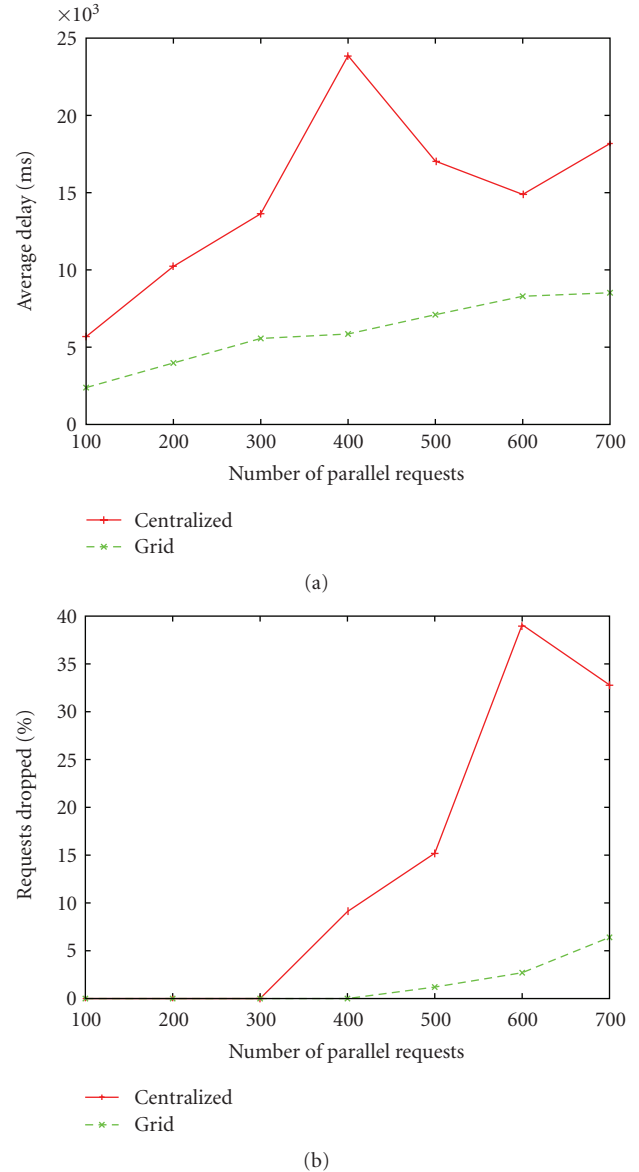 ×10³
25
20
15
10
5
0
Average delay (ms)
100 200 300 400 500 600 700
Number of parallel requests
Centralized
Grid
(a)
40
35
30
25
20
15
10
5
0
Requests dropped (%)
100 200 300 400 500 600 700
Number of parallel requests
Centralized
Grid
(b)